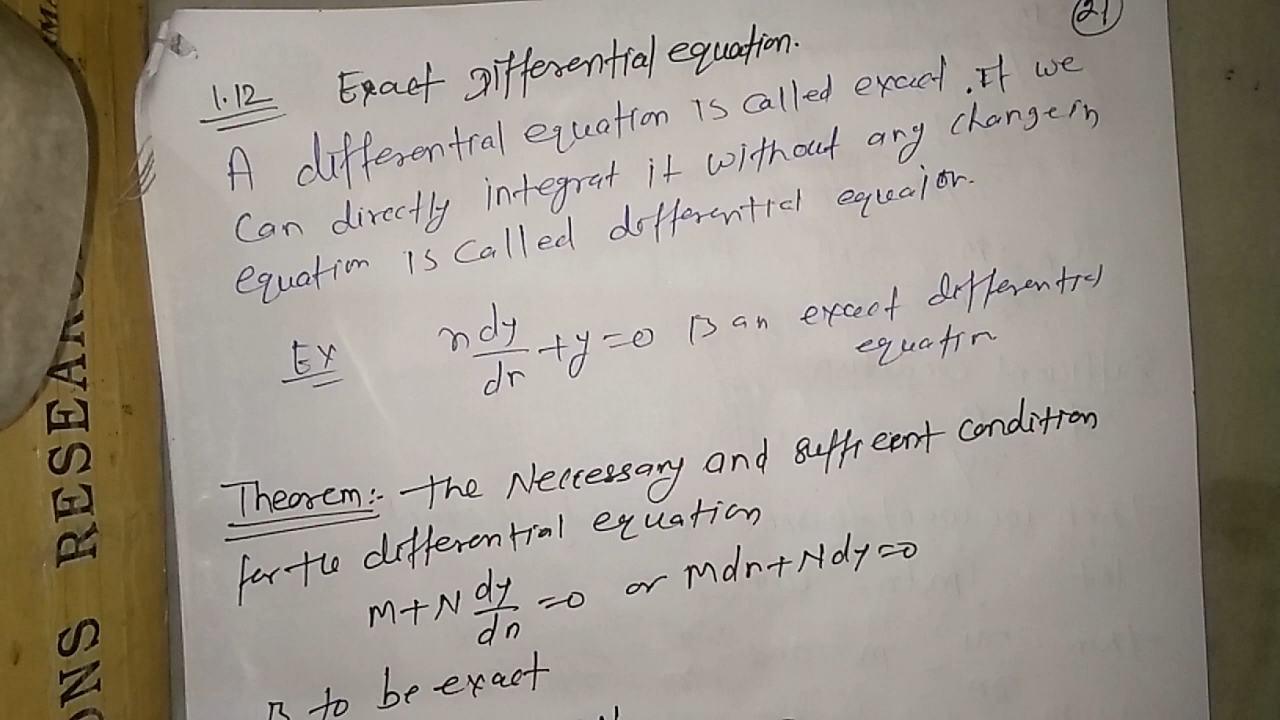 21
1.12 Exact Differential equation.
A differential equation is called exact. If we
Can directly integrat it without any change in
equation is called differential equaion.
Ex x dy/dx + y = 0 is an exact differential
equation
Theorem:- the Neccessary and sufficient condition
for the differential equation
M + N dy/dx = 0 or Mdx + Ndy = 0
is to be exact
ONS RESEAR